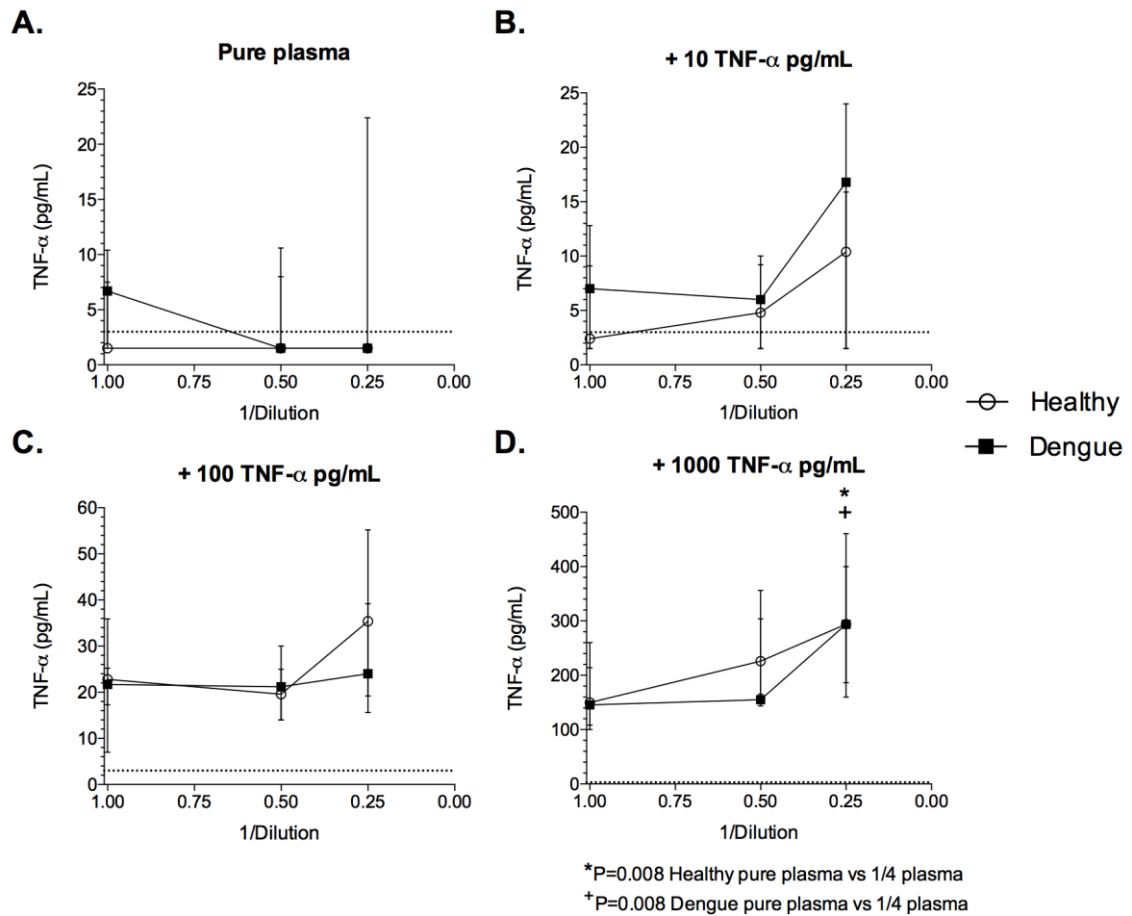 A.
Pure plasma
25
20
15
10
5
0
TNF-α (pg/mL)
1.00 0.75 0.50 0.25 0.00
1/Dilution
B.
+ 10 TNF-α pg/mL
25
20
15
10
5
0
TNF-α (pg/mL)
1.00 0.75 0.50 0.25 0.00
1/Dilution
Healthy
Dengue
C.
+ 100 TNF-α pg/mL
60
50
40
30
20
10
0
TNF-α (pg/mL)
1.00 0.75 0.50 0.25 0.00
1/Dilution
D.
+ 1000 TNF-α pg/mL
*
+
500
400
300
200
100
0
TNF-α (pg/mL)
1.00 0.75 0.50 0.25 0.00
1/Dilution
*P=0.008 Healthy pure plasma vs 1/4 plasma
+P=0.008 Dengue pure plasma vs 1/4 plasma